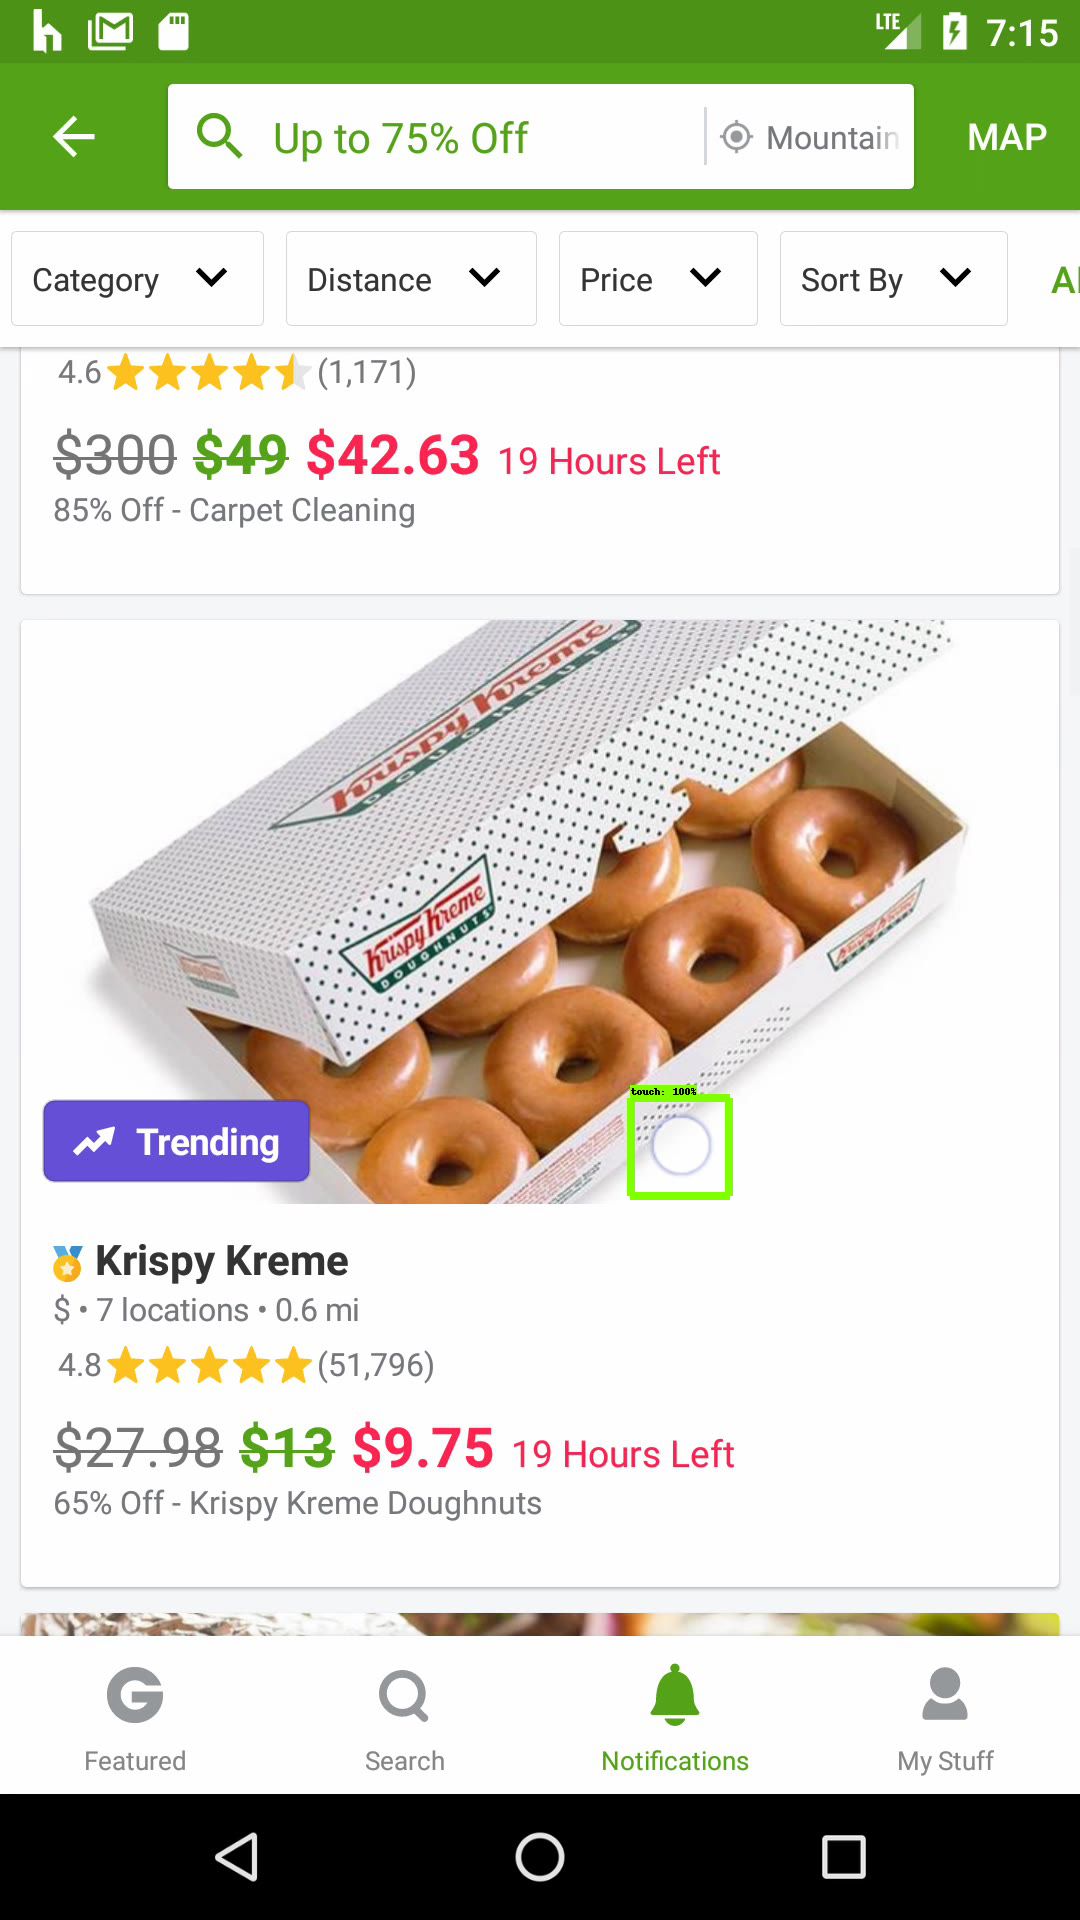 7:15
LTE
Up to 75% Off
Mountain
MAP
Category
Distance
Price
Sort By
4.6 (1,171)
$300 $49 $42.63 19 Hours Left
85% Off - Carpet Cleaning
Krispy Kreme
DOUGHNUTS
Krispy Kreme
DOUGHNUTS
Krispy Kreme
touch: 100%
Trending
Krispy Kreme
$ • 7 locations • 0.6 mi
4.8 (51,796)
$27.98 $13 $9.75 19 Hours Left
65% Off - Krispy Kreme Doughnuts
Featured
Search
Notifications
My Stuff